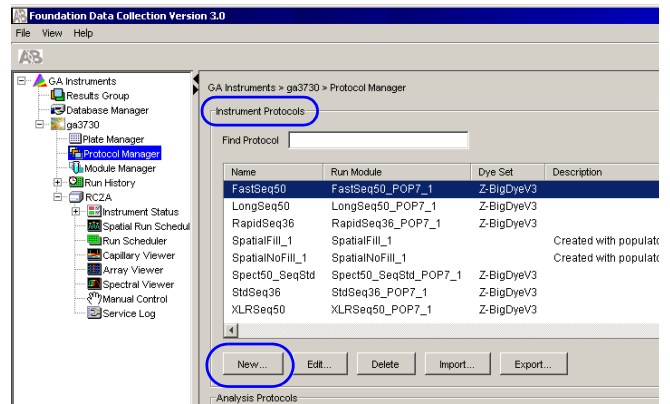 Foundation Data Collection Version 3.0
File View Help
AB
GA Instruments
Results Group
Database Manager
ga3730
Plate Manager
Protocol Manager
Module Manager
Run History
RC2A
Instrument Status
Spatial Run Schedul
Run Scheduler
Capillary Viewer
Array Viewer
Spectral Viewer
Manual Control
Service Log
GA Instruments > ga3730 > Protocol Manager
Instrument Protocols
Find Protocol
Name Run Module Dye Set Description
FastSeq50 FastSeq50_POP7_1 Z-BigDyeV3
LongSeq50 LongSeq50_POP7_1 Z-BigDyeV3
RapidSeq36 RapidSeq36_POP7_1 Z-BigDyeV3
SpatialFill_1 SpatialFill_1 Created with populato
SpatialNoFill_1 SpatialNoFill_1 Created with populato
Spect50_SeqStd Spect50_SeqStd_POP7_1 Z-BigDyeV3
StdSeq36 StdSeq36_POP7_1 Z-BigDyeV3
XLRSeq50 XLRSeq50_POP7_1 Z-BigDyeV3
New... Edit... Delete Import... Export...
Analysis Protocols